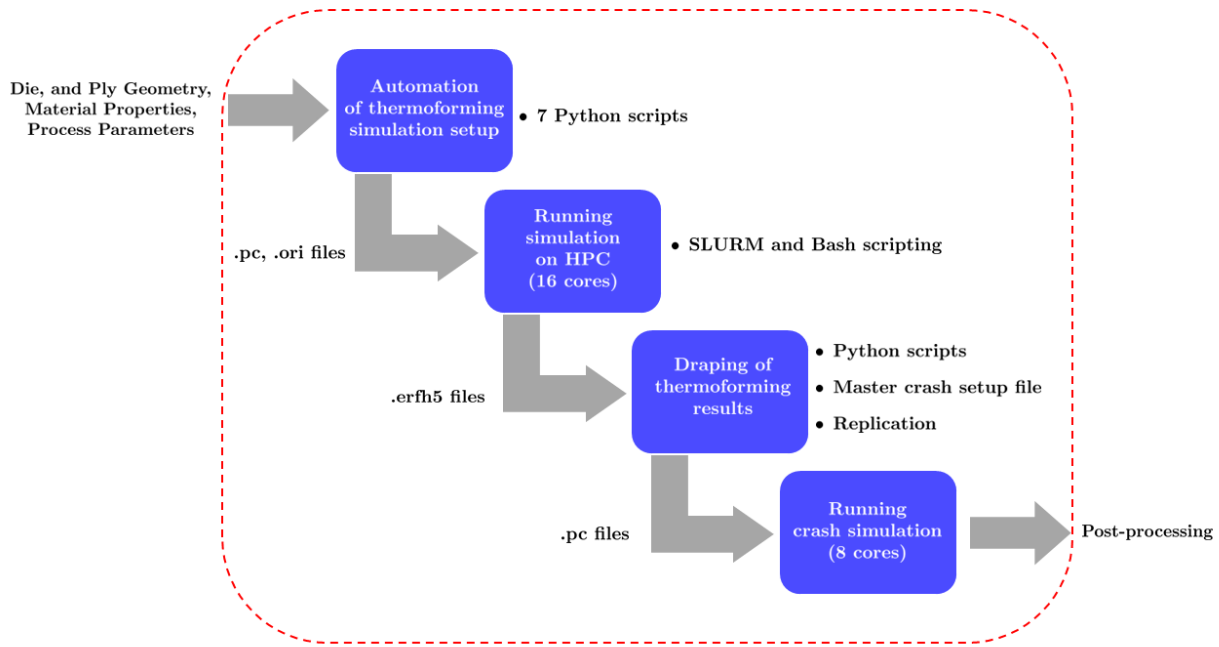 Die, and Ply Geometry,
Material Properties,
Process Parameters
Automation
of thermoforming
simulation setup
• 7 Python scripts
.pc, .ori files
Running
simulation
on HPC
(16 cores)
• SLURM and Bash scripting
.erfh5 files
Draping of
thermoforming
results
• Python scripts
• Master crash setup file
• Replication
.pc files
Running
crash simulation
(8 cores)
Post-processing